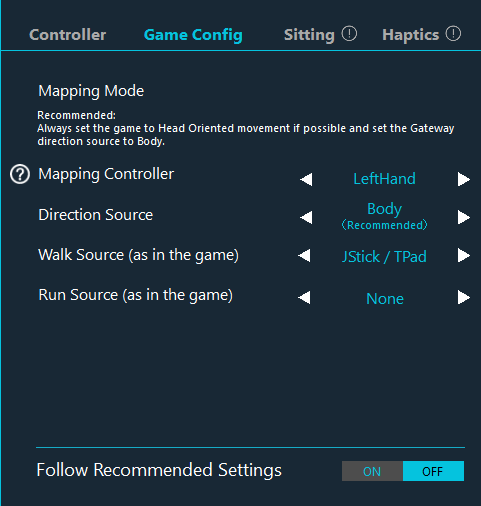 Controller Game Config Sitting ! Haptics !
Mapping Mode
Recommended:
Always set the game to Head Oriented movement if possible and set the Gateway
direction source to Body.
? Mapping Controller LeftHand
Direction Source Body
(Recommended)
Walk Source (as in the game) JStick / TPad
Run Source (as in the game) None
Follow Recommended Settings ON OFF